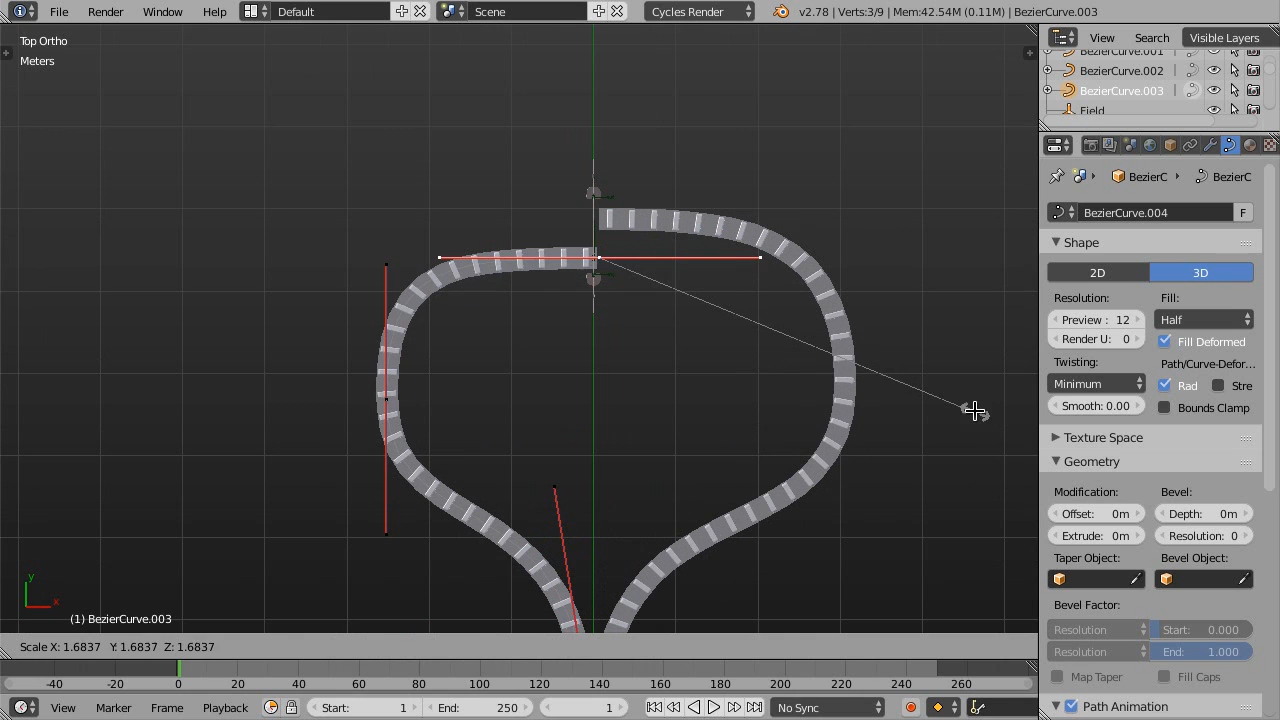 File Render Window Help Default Scene Cycles Render v2.78 | Verts:3/9 | Mem:42.54M (0.11M) | BezierCurve.003
Top Ortho
Meters
View Search Visible Layers
BezierCurve.001
BezierCurve.002
BezierCurve.003
Field
BezierC BezierC
BezierCurve.004 F
Shape
2D 3D
Resolution: Fill:
Preview : 12 Half
Render U: 0 Fill Deformed
Twisting: Path/Curve-Defor...
Minimum Rad Stre
Smooth: 0.00 Bounds Clamp
Texture Space
Geometry
Modification: Bevel:
Offset: 0m Depth: 0m
Extrude: 0m Resolution: 0
Taper Object: Bevel Object:
Bevel Factor:
Resolution Start: 0.000
Resolution End: 1.000
Map Taper Fill Caps
Path Animation
y
x
(1) BezierCurve.003
Scale X: 1.6837 Y: 1.6837 Z: 1.6837
-40 -20 0 20 40 60 80 100 120 140 160 180 200 220 240 260
View Marker Frame Playback Start: 1 End: 250 1 No Sync